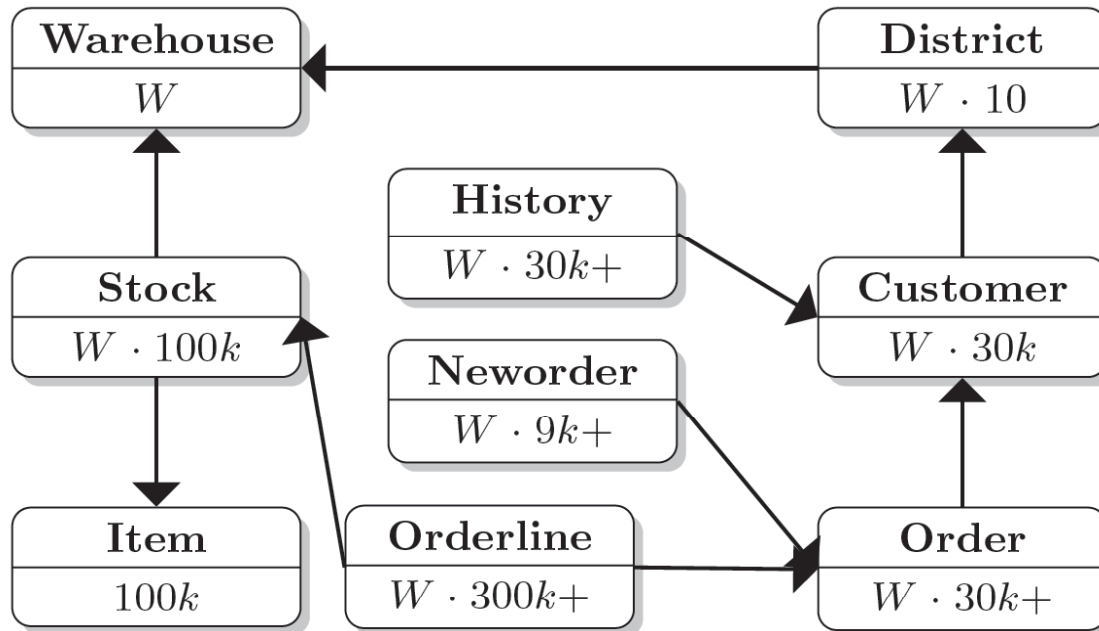 Warehouse
W
District
W · 10
History
W · 30k+
Stock
W · 100k
Customer
W · 30k
Neworder
W · 9k+
Item
100k
Orderline
W · 300k+
Order
W · 30k+